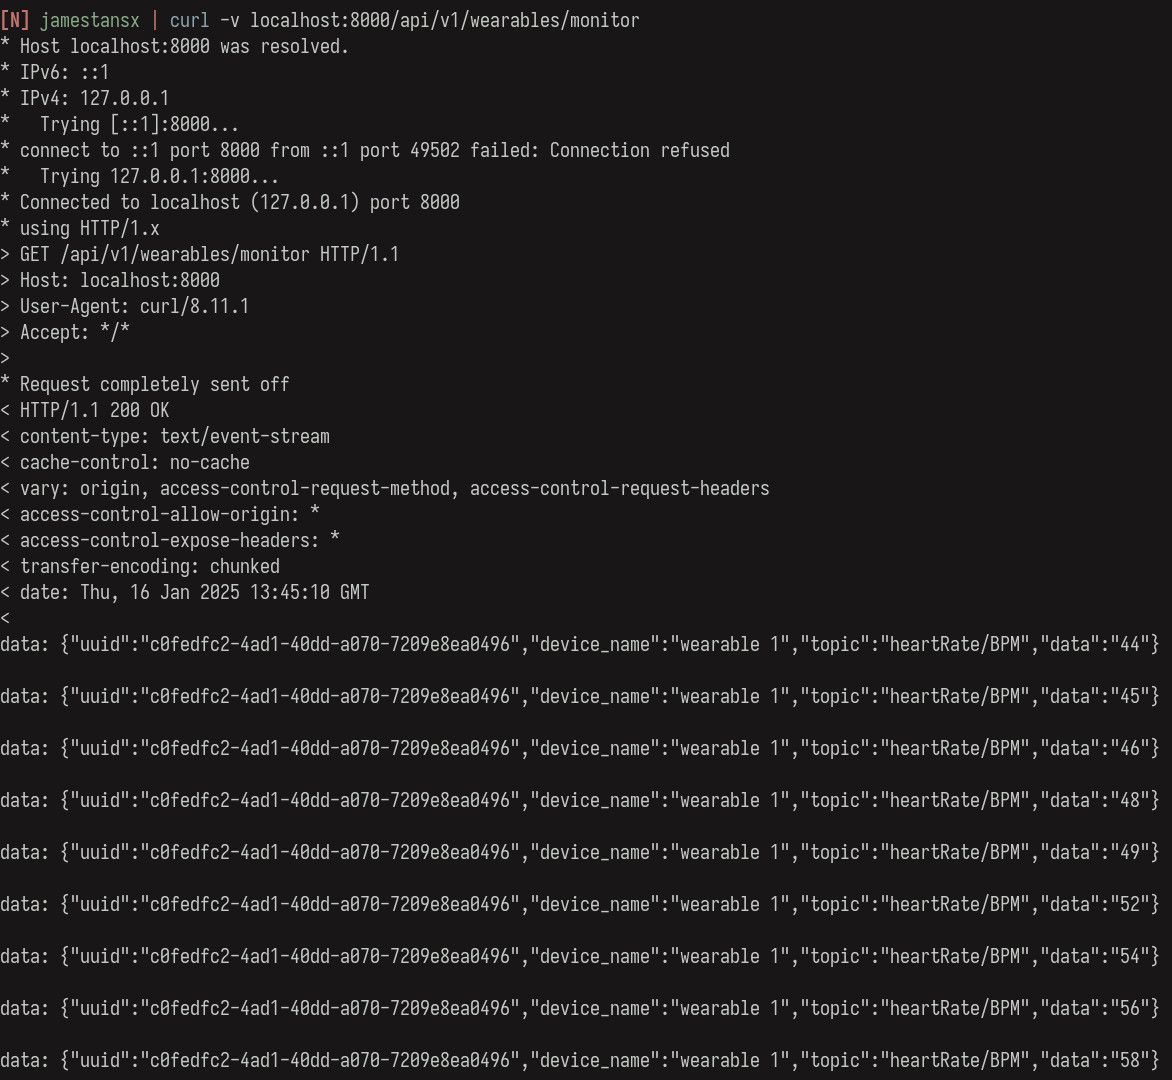 [N] jamestansx | curl -v localhost:8000/api/v1/wearables/monitor
* Host localhost:8000 was resolved.
* IPv6: ::1
* IPv4: 127.0.0.1
*   Trying [::1]:8000...
* connect to ::1 port 8000 from ::1 port 49502 failed: Connection refused
*   Trying 127.0.0.1:8000...
* Connected to localhost (127.0.0.1) port 8000
* using HTTP/1.x
> GET /api/v1/wearables/monitor HTTP/1.1
> Host: localhost:8000
> User-Agent: curl/8.11.1
> Accept: */*
>
* Request completely sent off
< HTTP/1.1 200 OK
< content-type: text/event-stream
< cache-control: no-cache
< vary: origin, access-control-request-method, access-control-request-headers
< access-control-allow-origin: *
< access-control-expose-headers: *
< transfer-encoding: chunked
< date: Thu, 16 Jan 2025 13:45:10 GMT
<
data: {"uuid":"c0fedfc2-4ad1-40dd-a070-7209e8ea0496","device_name":"wearable 1","topic":"heartRate/BPM","data":"44"}
data: {"uuid":"c0fedfc2-4ad1-40dd-a070-7209e8ea0496","device_name":"wearable 1","topic":"heartRate/BPM","data":"45"}
data: {"uuid":"c0fedfc2-4ad1-40dd-a070-7209e8ea0496","device_name":"wearable 1","topic":"heartRate/BPM","data":"46"}
data: {"uuid":"c0fedfc2-4ad1-40dd-a070-7209e8ea0496","device_name":"wearable 1","topic":"heartRate/BPM","data":"48"}
data: {"uuid":"c0fedfc2-4ad1-40dd-a070-7209e8ea0496","device_name":"wearable 1","topic":"heartRate/BPM","data":"49"}
data: {"uuid":"c0fedfc2-4ad1-40dd-a070-7209e8ea0496","device_name":"wearable 1","topic":"heartRate/BPM","data":"52"}
data: {"uuid":"c0fedfc2-4ad1-40dd-a070-7209e8ea0496","device_name":"wearable 1","topic":"heartRate/BPM","data":"54"}
data: {"uuid":"c0fedfc2-4ad1-40dd-a070-7209e8ea0496","device_name":"wearable 1","topic":"heartRate/BPM","data":"56"}
data: {"uuid":"c0fedfc2-4ad1-40dd-a070-7209e8ea0496","device_name":"wearable 1","topic":"heartRate/BPM","data":"58"}